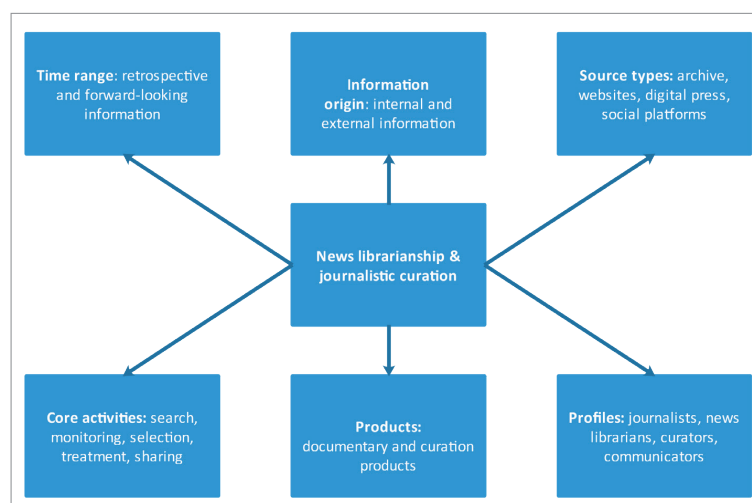 Time range: retrospective
and forward-looking
information
Information
origin: internal and
external information
Source types: archive,
websites, digital press,
social platforms
News librarianship &
journalistic curation
Core activities: search,
monitoring, selection,
treatment, sharing
Products:
documentary and curation
products
Profiles: journalists, news
librarians, curators,
communicators